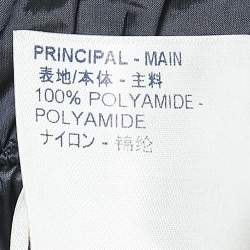 PRINCIPAL - MAIN
表地/本体 - 主料
100% POLYAMIDE -
POLYAMIDE
ナイロン - 锦纶